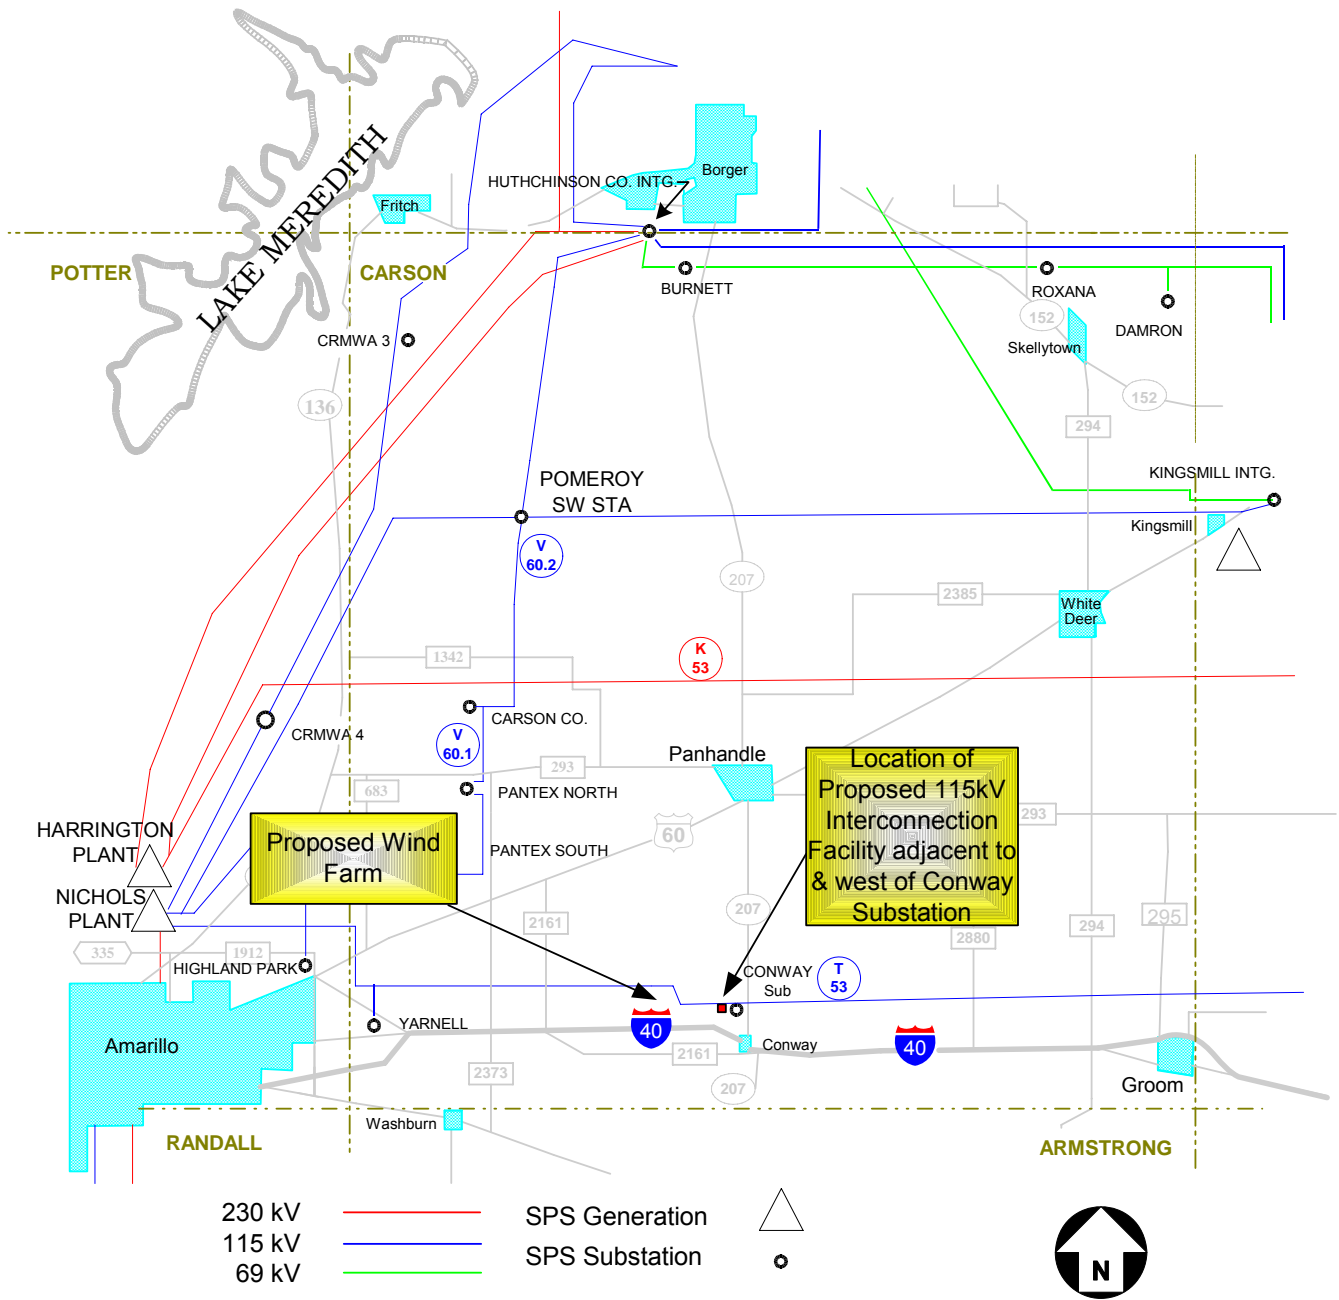 LAKE MEREDITH
Fritch
Borger
HUTHCHINSON CO. INTG.
POTTER
CARSON
BURNETT
ROXANA
DAMRON
152
Skellytown
CRMWA 3
136
152
294
KINGSMILL INTG.
POMEROY
SW STA
Kingsmill
V
60.2
207
2385
White
Deer
K
53
1342
CARSON CO.
CRMWA 4
V
60.1
Panhandle
293
683
PANTEX NORTH
Location of
Proposed 115kV
Interconnection
Facility adjacent to
& west of Conway
Substation
293
HARRINGTON
PLANT
Proposed Wind
Farm
PANTEX SOUTH
60
NICHOLS
PLANT
207
2161
295
294
2880
335
1912
HIGHLAND PARK
CONWAY
Sub
T
53
YARNELL
40
40
Amarillo
Conway
2161
2373
207
Groom
Washburn
RANDALL
ARMSTRONG
230 kV
SPS Generation
115 kV
SPS Substation
69 kV
N